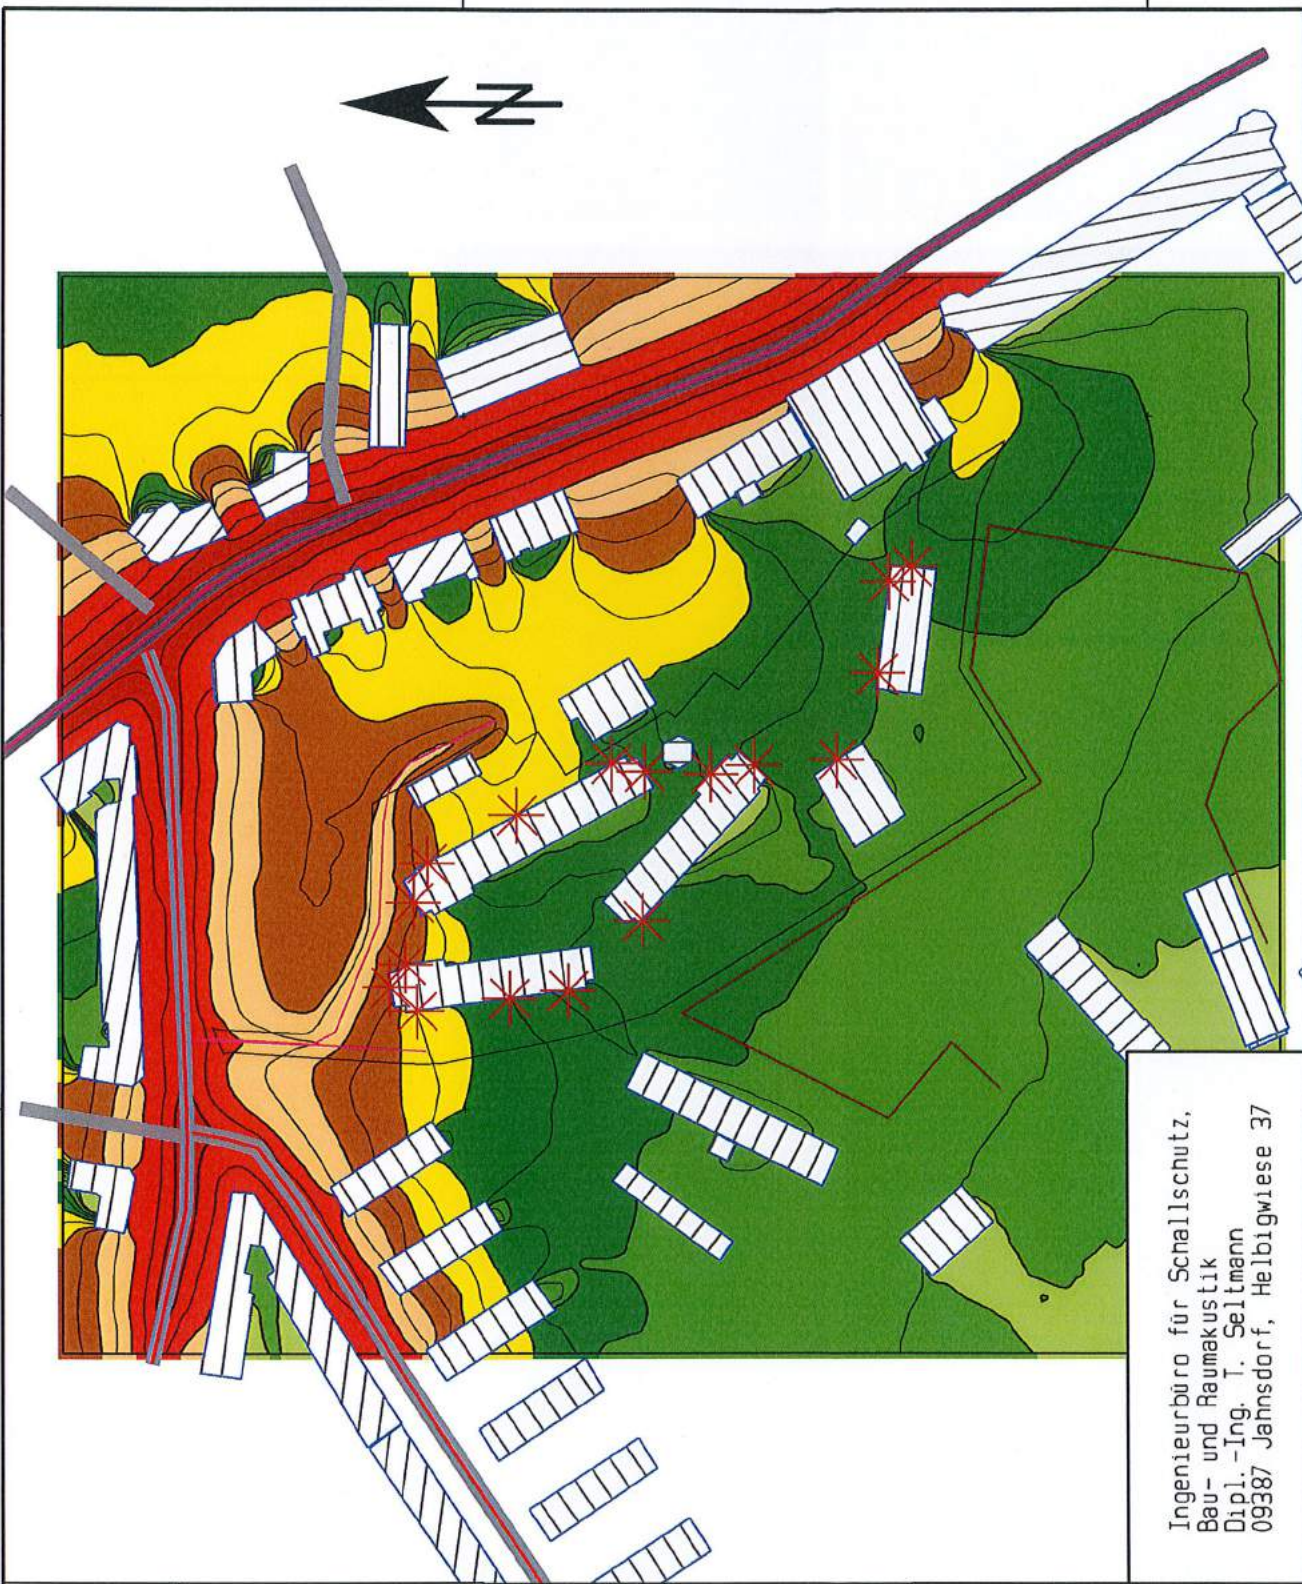 N
Ingenieurbüro für Schallschutz,
Bau- und Raumakustik
Dipl.-Ing. T. Seltmann
09387 Jahnsdorf, Helbigwiese 37